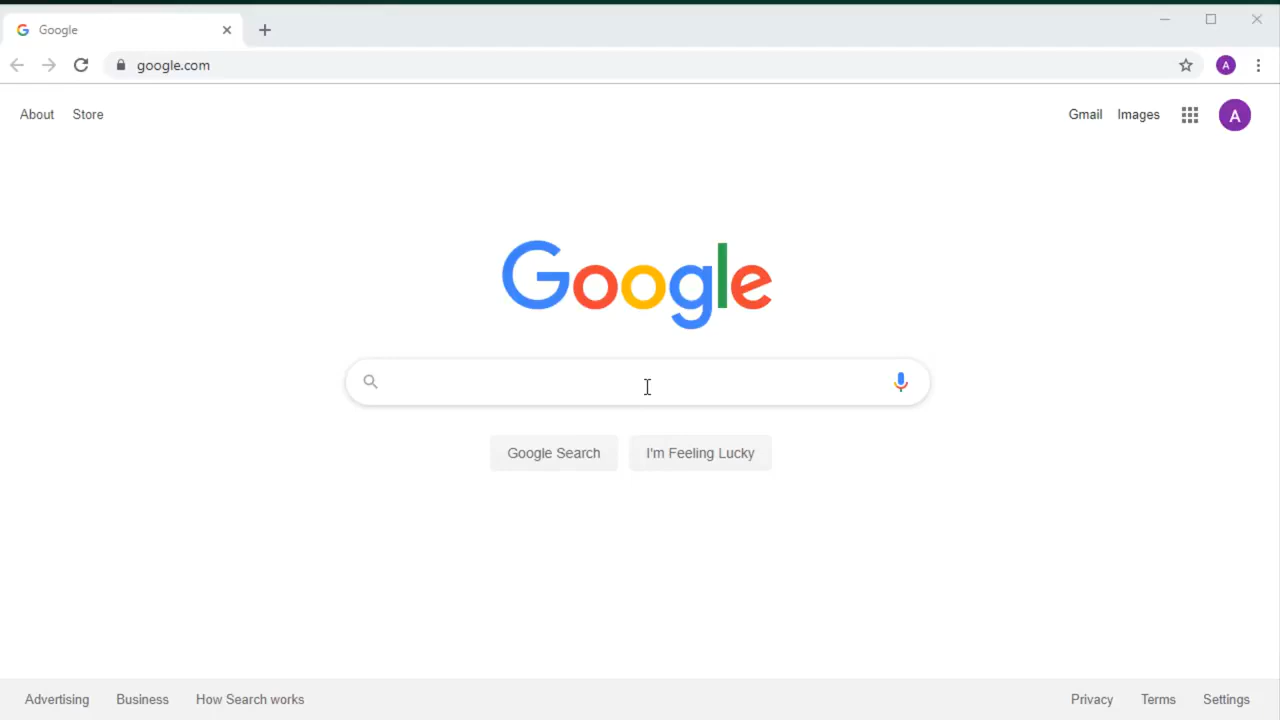 Google
google.com
A
About Store
Gmail Images
A
Google
Google Search I'm Feeling Lucky
Advertising Business How Search works
Privacy Terms Settings